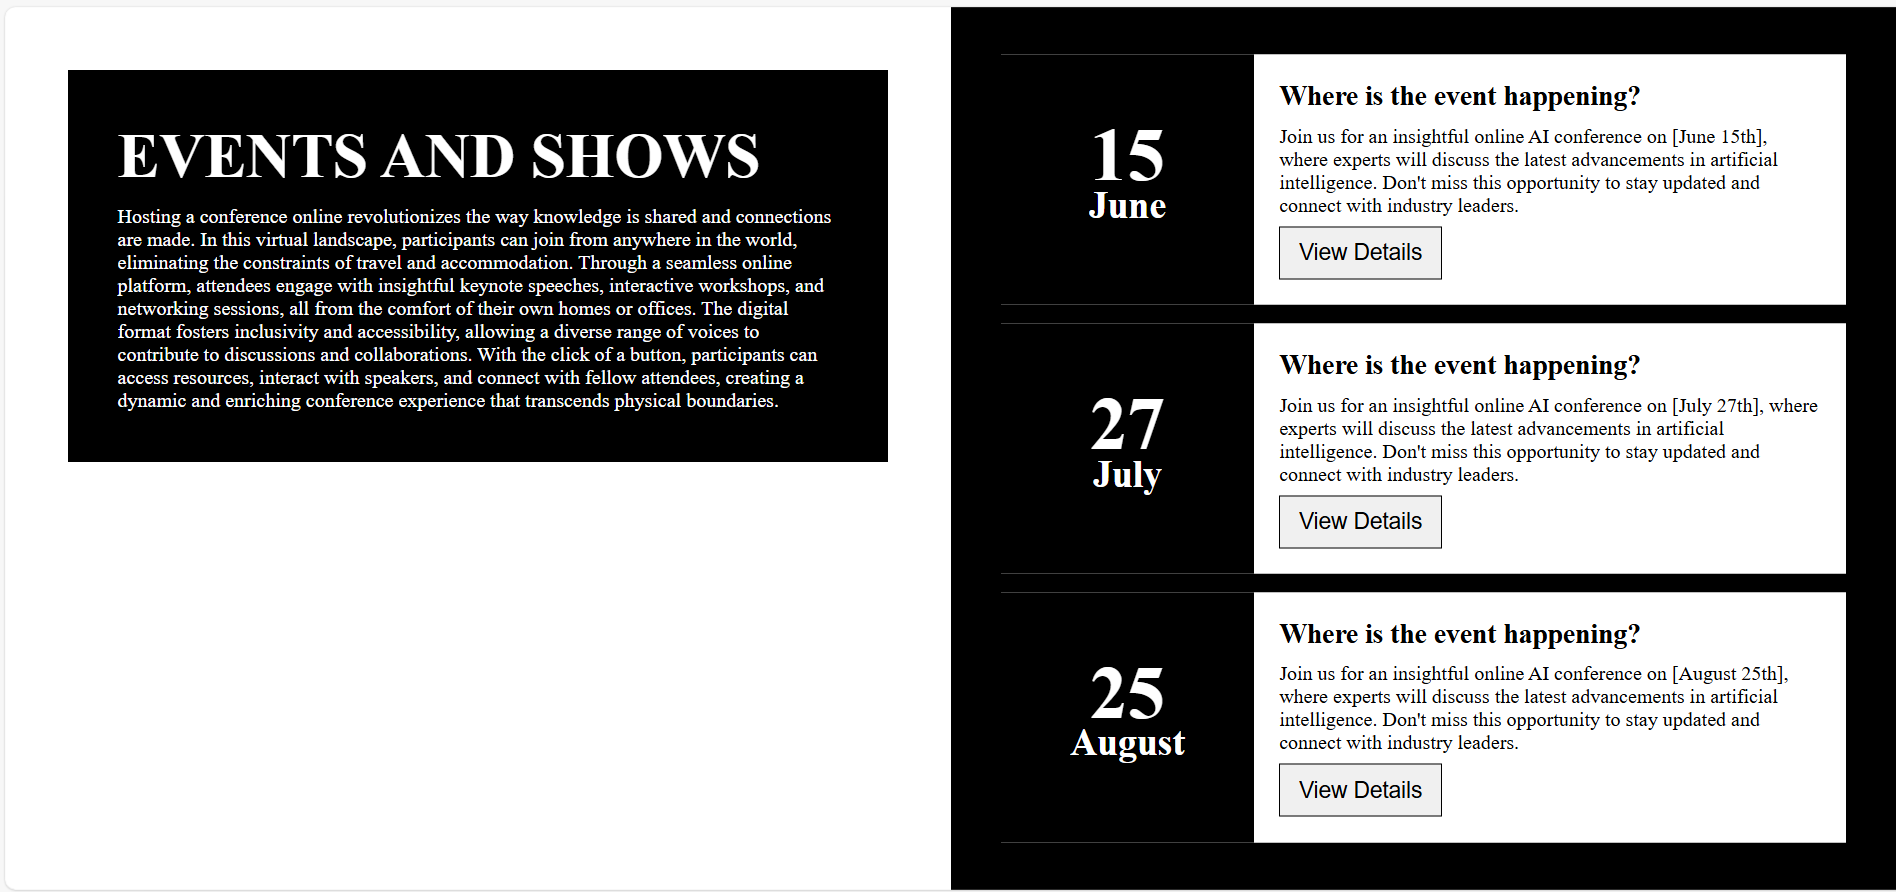 EVENTS AND SHOWS
Hosting a conference online revolutionizes the way knowledge is shared and connections
are made. In this virtual landscape, participants can join from anywhere in the world,
eliminating the constraints of travel and accommodation. Through a seamless online
platform, attendees engage with insightful keynote speeches, interactive workshops, and
networking sessions, all from the comfort of their own homes or offices. The digital
format fosters inclusivity and accessibility, allowing a diverse range of voices to
contribute to discussions and collaborations. With the click of a button, participants can
access resources, interact with speakers, and connect with fellow attendees, creating a
dynamic and enriching conference experience that transcends physical boundaries.
15
June
Where is the event happening?
Join us for an insightful online AI conference on [June 15th],
where experts will discuss the latest advancements in artificial
intelligence. Don't miss this opportunity to stay updated and
connect with industry leaders.
View Details
27
July
Where is the event happening?
Join us for an insightful online AI conference on [July 27th], where
experts will discuss the latest advancements in artificial
intelligence. Don't miss this opportunity to stay updated and
connect with industry leaders.
View Details
25
August
Where is the event happening?
Join us for an insightful online AI conference on [August 25th],
where experts will discuss the latest advancements in artificial
intelligence. Don't miss this opportunity to stay updated and
connect with industry leaders.
View Details